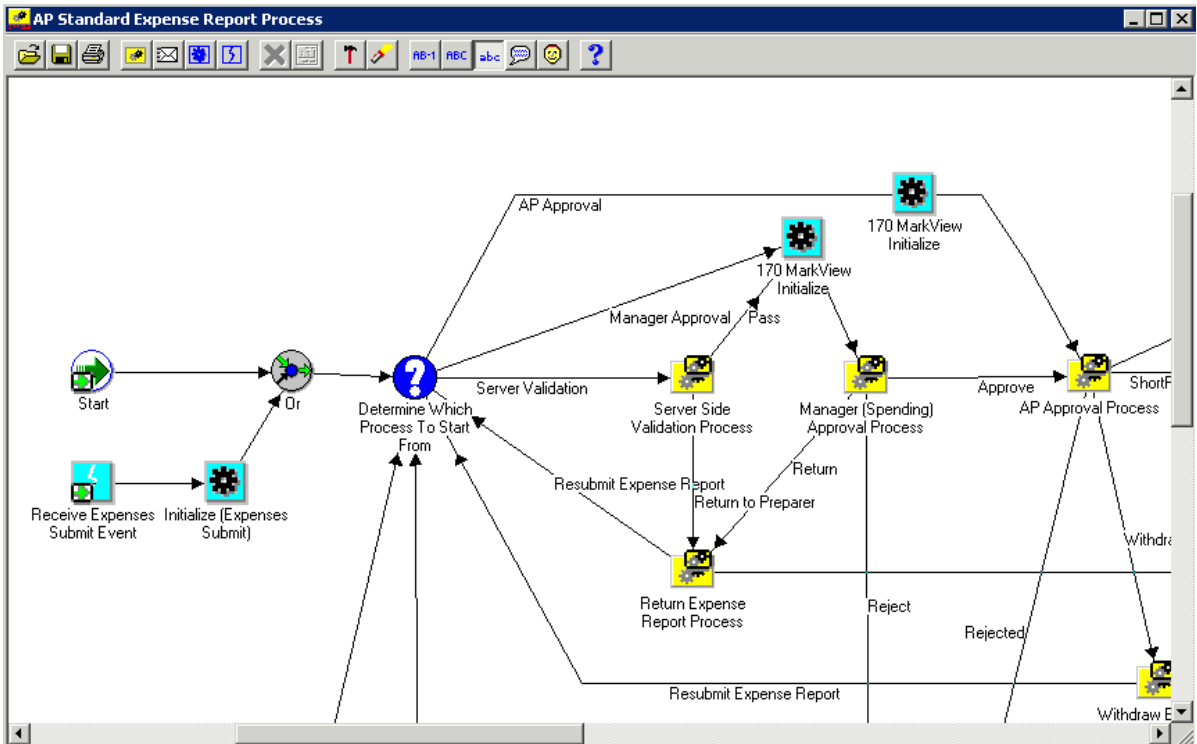 AP Standard Expense Report Process
AB-1
ABC
abc
?
AP Approval
170 MarkView
Initialize
170 MarkView
Initialize
Manager Approval
Pass
Start
Or
?
Server Validation
Approve
ShortF
Determine Which
Process To Start
From
Server Side
Validation Process
Manager (Spending)
Approval Process
AP Approval Process
Return
Resubmit Expense Report
Return to Preparer
Receive Expenses
Submit Event
Initialize (Expenses
Submit)
Withdra
Return Expense
Report Process
Reject
Rejected
Resubmit Expense Report
Withdraw E